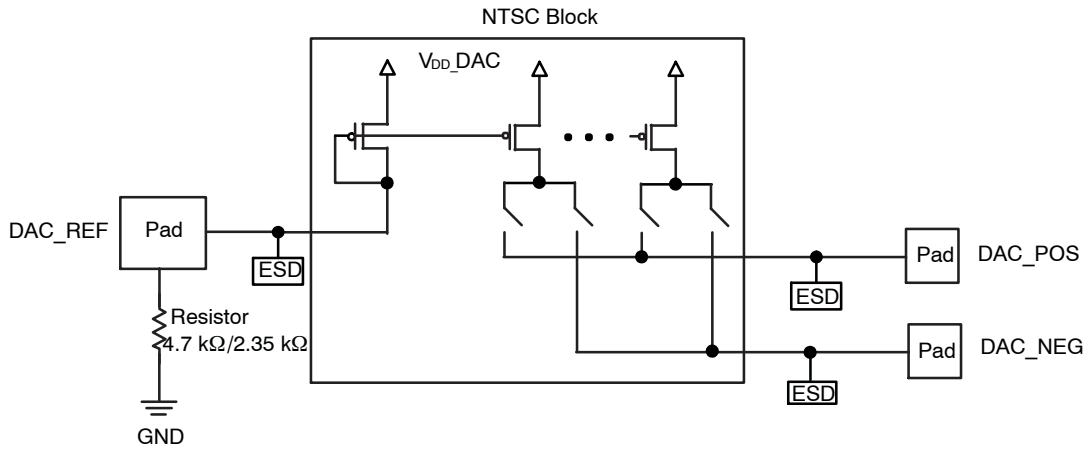 NTSC Block
VDD_DAC
DAC_REF
Pad
ESD
Resistor
4.7 kΩ/2.35 kΩ
GND
Pad
DAC_POS
ESD
Pad
DAC_NEG
ESD